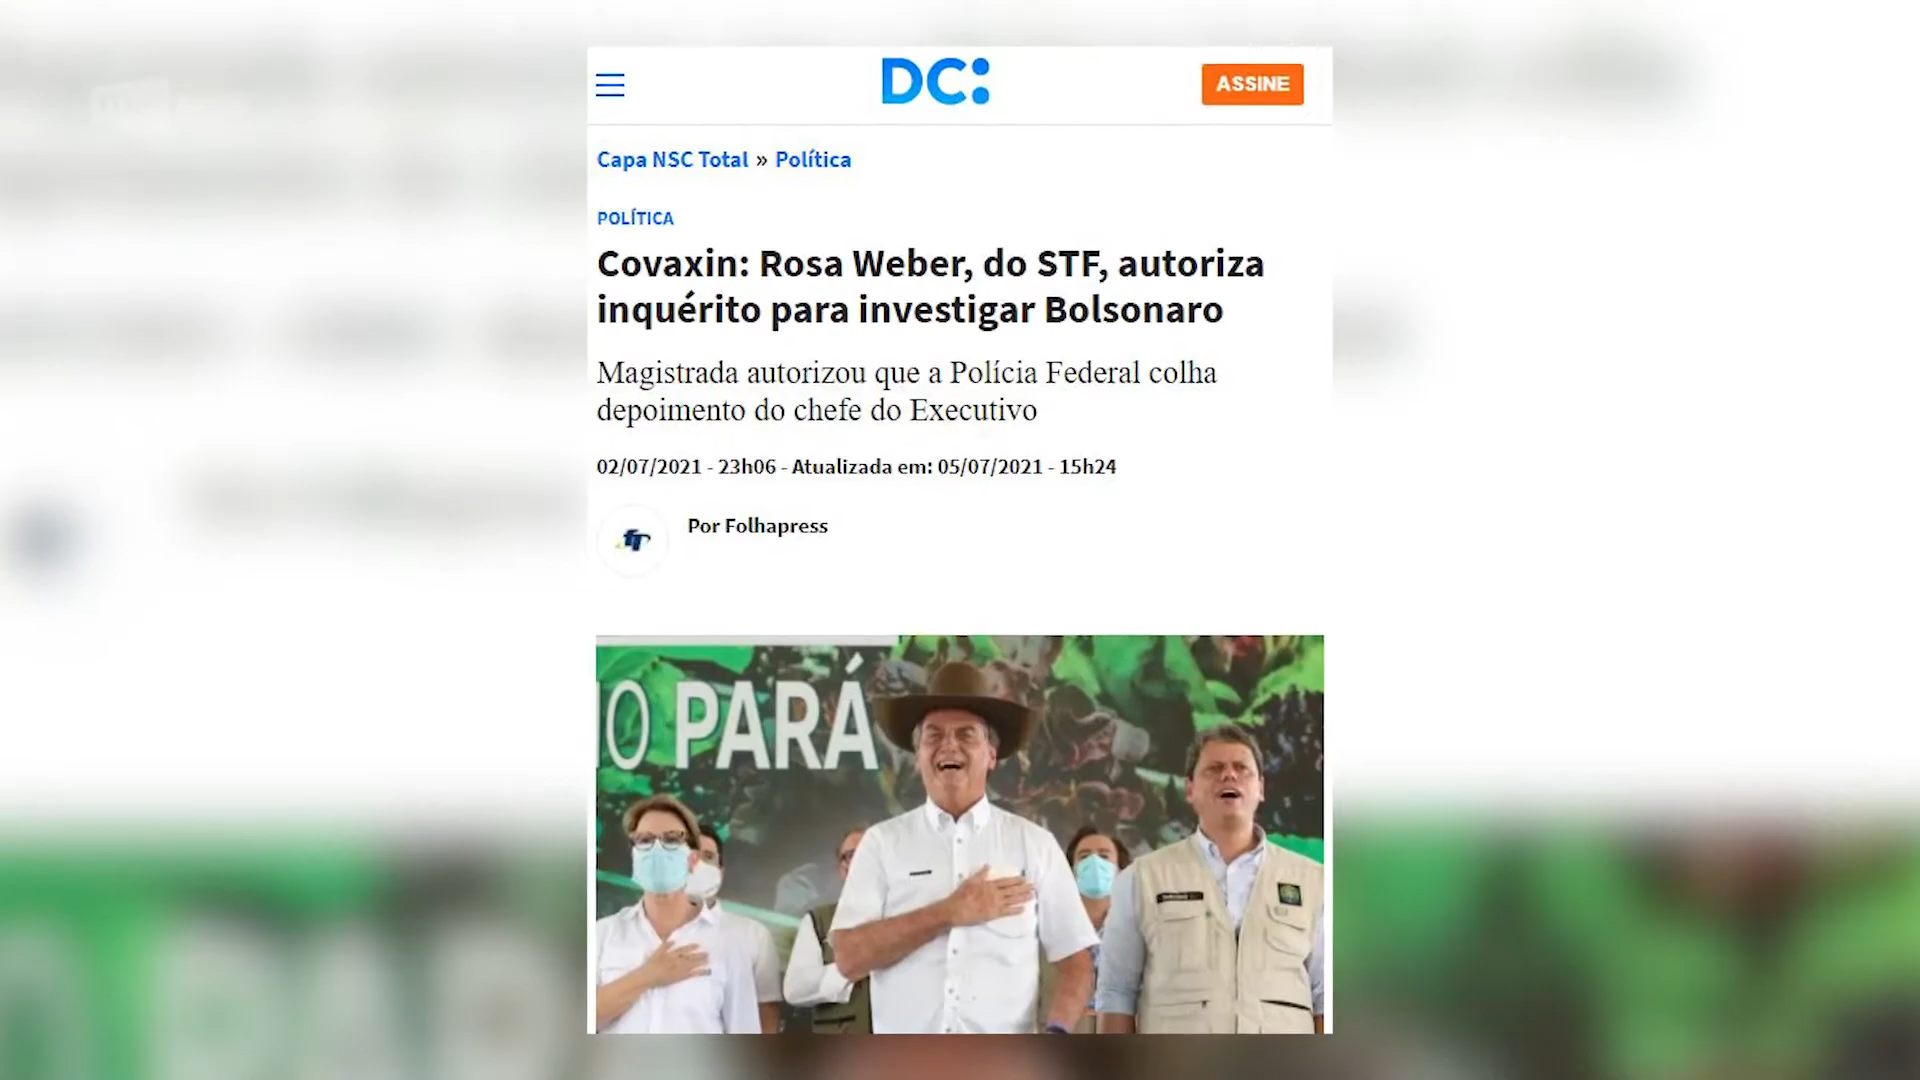 DC:
ASSINE
Capa NSC Total » Política
POLÍTICA
Covaxin: Rosa Weber, do STF, autoriza
inquérito para investigar Bolsonaro
Magistrada autorizou que a Polícia Federal colha
depoimento do chefe do Executivo
02/07/2021 - 23h06 - Atualizada em: 05/07/2021 - 15h24
Por Folhapress
IO PARÁ